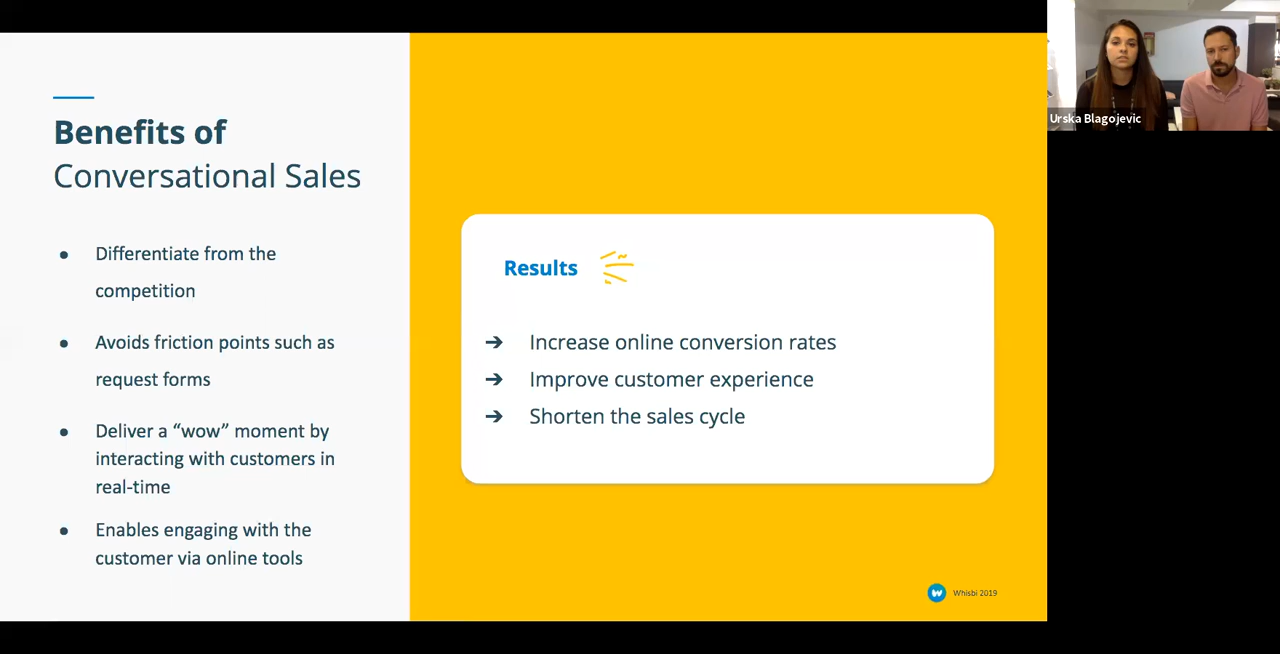 Benefits of
Conversational Sales
● Differentiate from the
competition
● Avoids friction points such as
request forms
● Deliver a “wow” moment by
interacting with customers in
real-time
● Enables engaging with the
customer via online tools
Results
➔ Increase online conversion rates
➔ Improve customer experience
➔ Shorten the sales cycle
Whisbi 2019
Urska Blagojevic